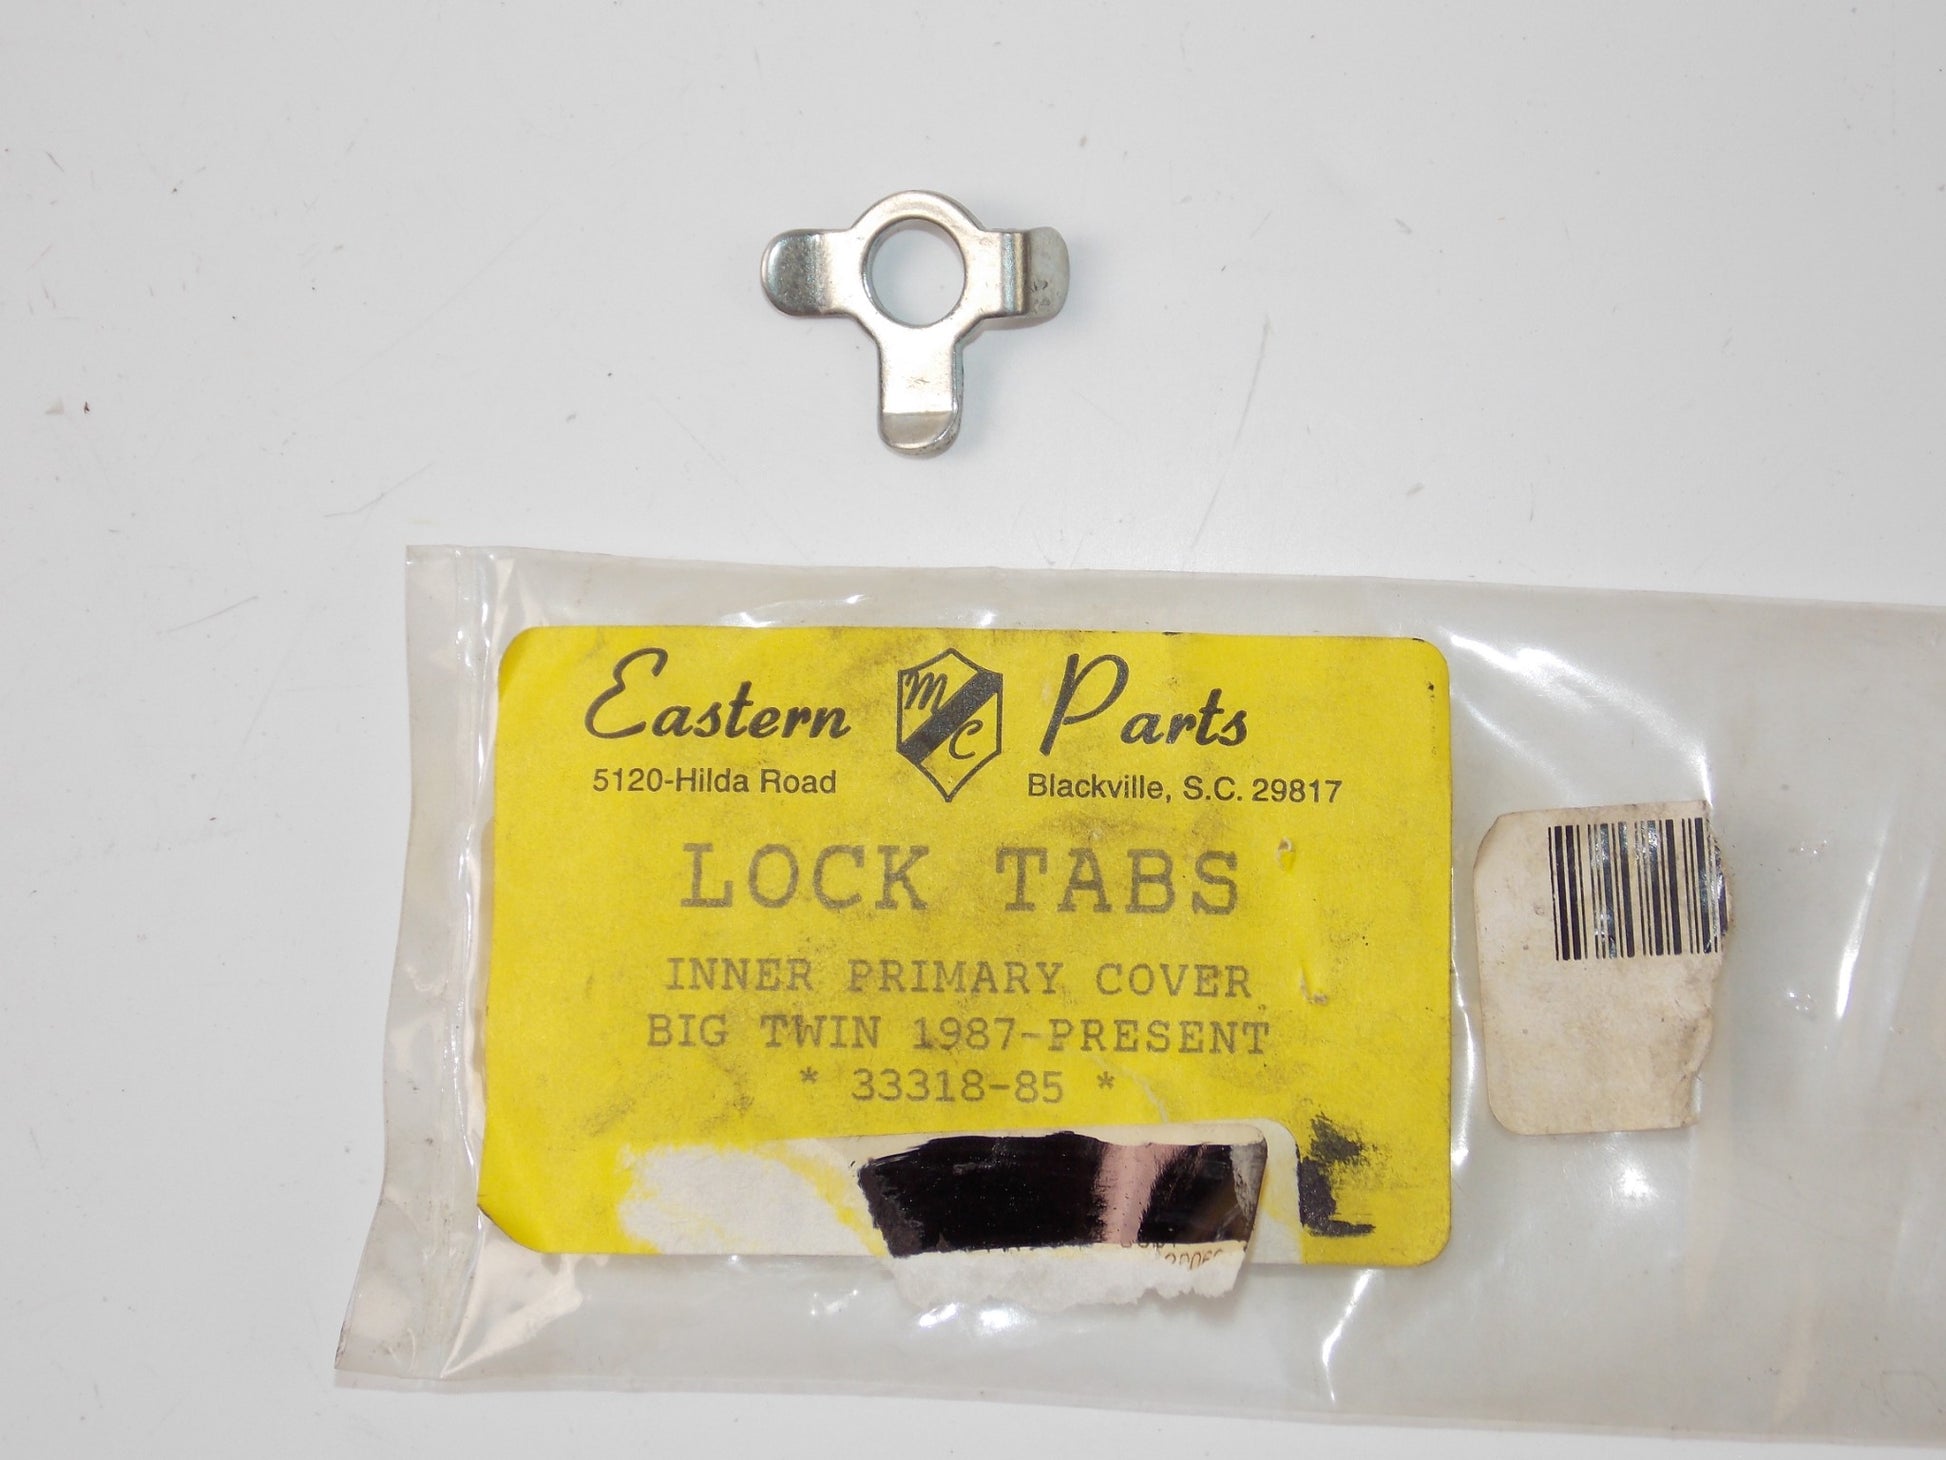 Eastern MC Parts
5120-Hilda Road Blackville, S.C. 29817
LOCK TABS
INNER PRIMARY COVER
BIG TWIN 1987-PRESENT
* 33318-85 *